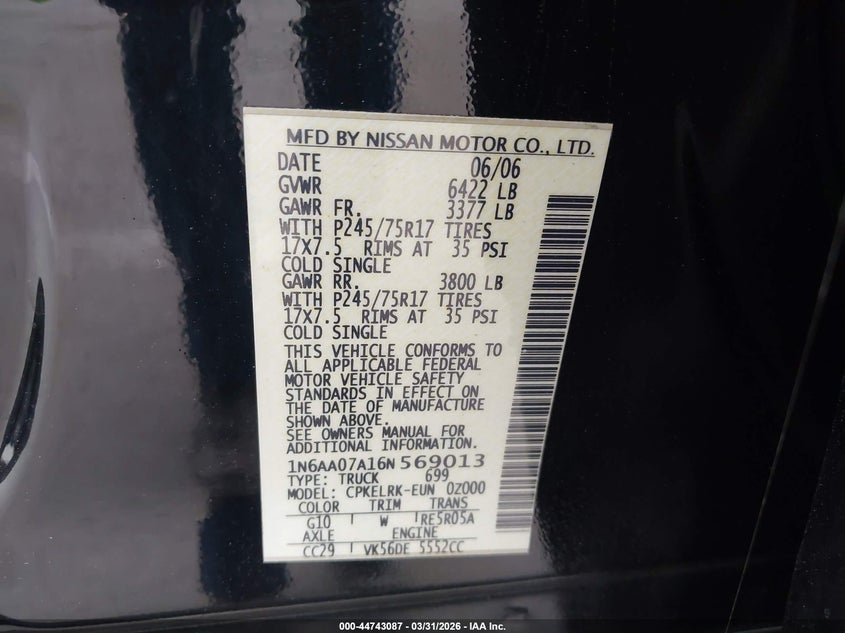 MFD BY NISSAN MOTOR CO., LTD.
DATE 06/06
GVWR 6422 LB
GAWR FR. 3377 LB
WITH P245/75R17 TIRES
17X7.5 RIMS AT 35 PSI
COLD SINGLE
GAWR RR. 3800 LB
WITH P245/75R17 TIRES
17X7.5 RIMS AT 35 PSI
COLD SINGLE
THIS VEHICLE CONFORMS TO
ALL APPLICABLE FEDERAL
MOTOR VEHICLE SAFETY
STANDARDS IN EFFECT ON
THE DATE OF MANUFACTURE
SHOWN ABOVE.
SEE OWNERS MANUAL FOR
ADDITIONAL INFORMATION.
1N6AA07A16N569013
TYPE: TRUCK 699
MODEL: CPKELRK-EUN 0Z000
COLOR TRIM TRANS
G10 W RE5R05A
AXLE ENGINE
CC29 VK56DE 5552CC
000-44743087 - 03/31/2026 - IAA Inc.